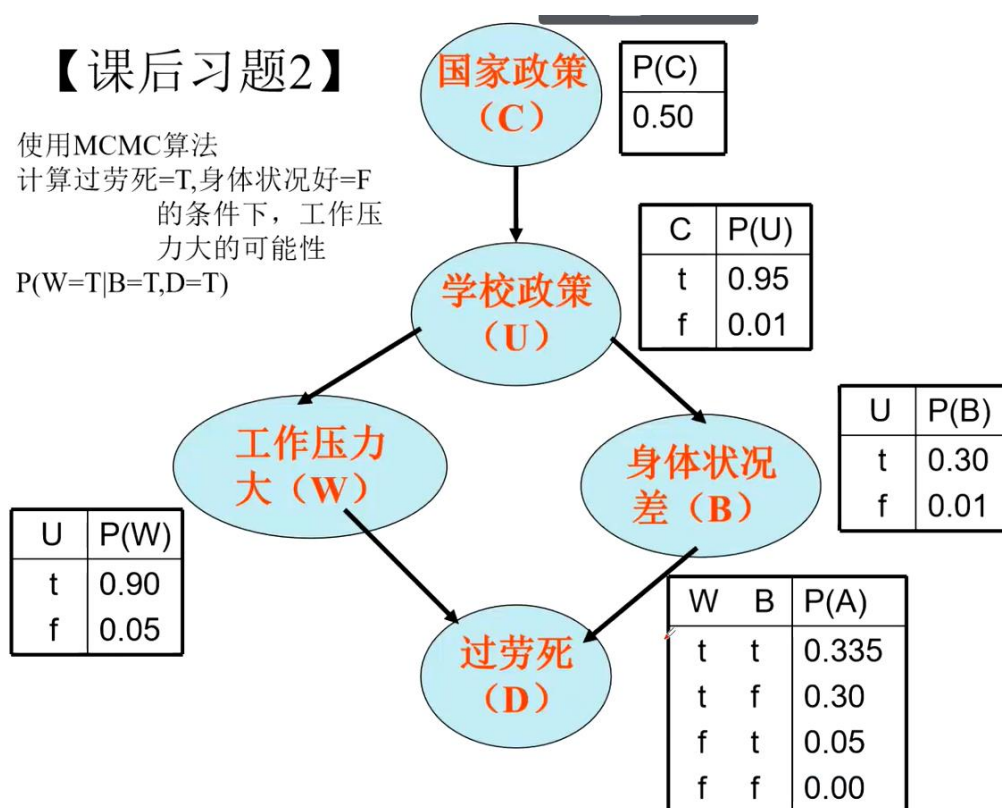 【课后习题2】
使用MCMC算法
计算过劳死=T,身体状况好=F
的条件下，工作压
力大的可能性
P(W=T|B=T,D=T)
国家政策
（C）
P(C)
0.50
学校政策
（U）
C P(U)
t 0.95
f 0.01
工作压力
大（W）
U P(W)
t 0.90
f 0.05
身体状况
差（B）
U P(B)
t 0.30
f 0.01
过劳死
（D）
W B P(A)
t t 0.335
t f 0.30
f t 0.05
f f 0.00